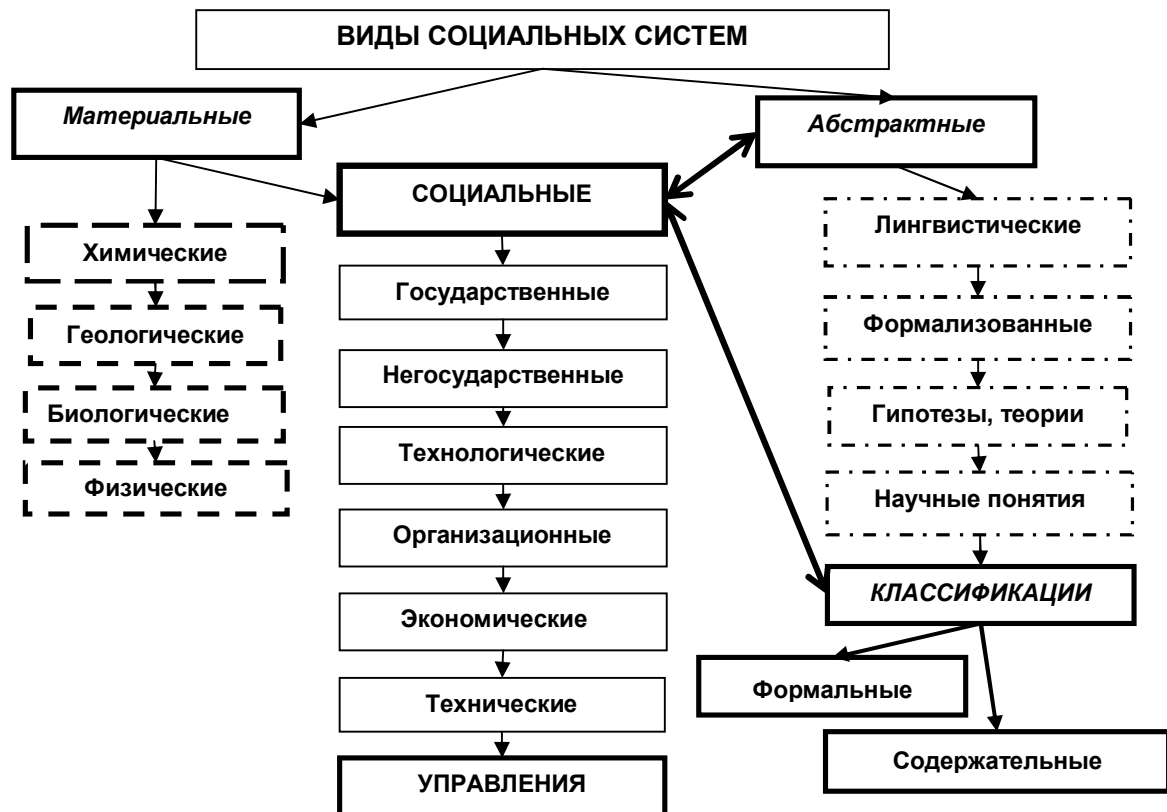 ВИДЫ СОЦИАЛЬНЫХ СИСТЕМ
Материальные
Абстрактные
СОЦИАЛЬНЫЕ
Химические
Геологические
Биологические
Физические
Государственные
Негосударственные
Технологические
Организационные
Экономические
Технические
УПРАВЛЕНИЯ
Лингвистические
Формализованные
Гипотезы, теории
Научные понятия
КЛАССИФИКАЦИИ
Формальные
Содержательные